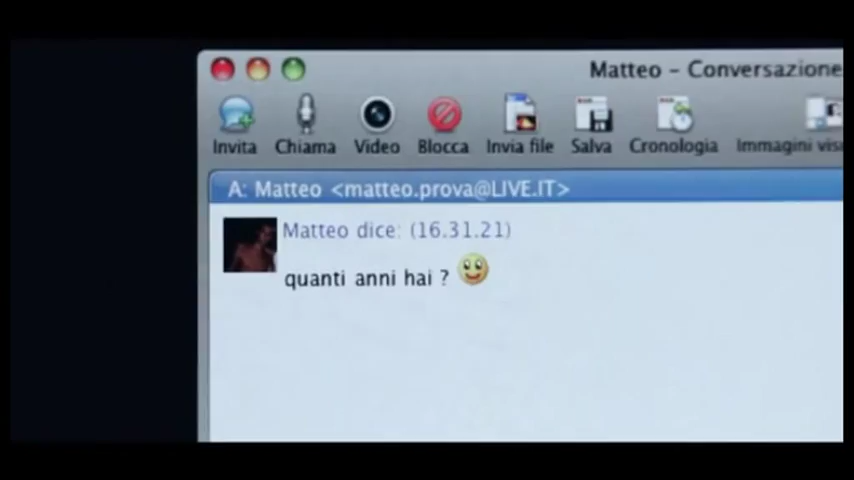 Matteo – Conversazione
Invita Chiama Video Blocca Invia file Salva Cronologia Immagini
A: Matteo <matteo.prova@LIVE.IT>
Matteo dice: (16.31.21)
quanti anni hai ?